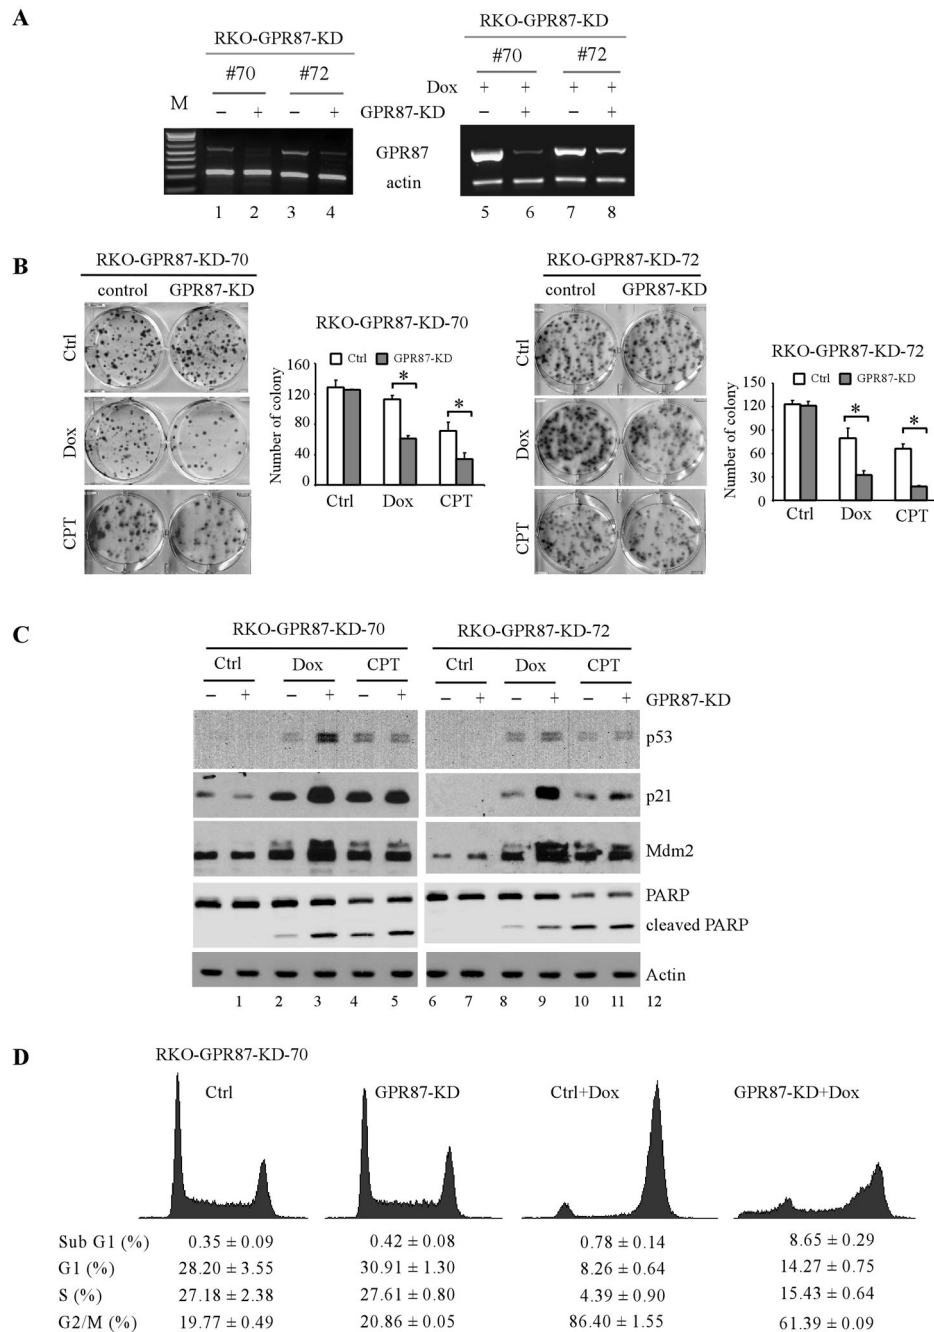 A
RKO-GPR87-KD
#70 #72
M – + – +
GPR87-KD
GPR87
actin
1 2 3 4
RKO-GPR87-KD
#70 #72
Dox + + + +
– + – +
5 6 7 8
B
RKO-GPR87-KD-70
control GPR87-KD
Ctrl
Dox
CPT
RKO-GPR87-KD-70
Ctrl GPR87-KD
Number of colony
160
120
80
40
0
* *
Ctrl Dox CPT
RKO-GPR87-KD-72
control GPR87-KD
Ctrl
Dox
CPT
RKO-GPR87-KD-72
Ctrl GPR87-KD
Number of colony
150
120
90
60
30
0
* *
Ctrl Dox CPT
C
RKO-GPR87-KD-70 RKO-GPR87-KD-72
Ctrl Dox CPT Ctrl Dox CPT
– + – + – + – + – + – + GPR87-KD
p53
p21
Mdm2
PARP
cleaved PARP
Actin
1 2 3 4 5 6 7 8 9 10 11 12
D
RKO-GPR87-KD-70
Ctrl GPR87-KD Ctrl+Dox GPR87-KD+Dox
Sub G1 (%) 0.35 ± 0.09 0.42 ± 0.08 0.78 ± 0.14 8.65 ± 0.29
G1 (%) 28.20 ± 3.55 30.91 ± 1.30 8.26 ± 0.64 14.27 ± 0.75
S (%) 27.18 ± 2.38 27.61 ± 0.80 4.39 ± 0.90 15.43 ± 0.64
G2/M (%) 19.77 ± 0.49 20.86 ± 0.05 86.40 ± 1.55 61.39 ± 0.09